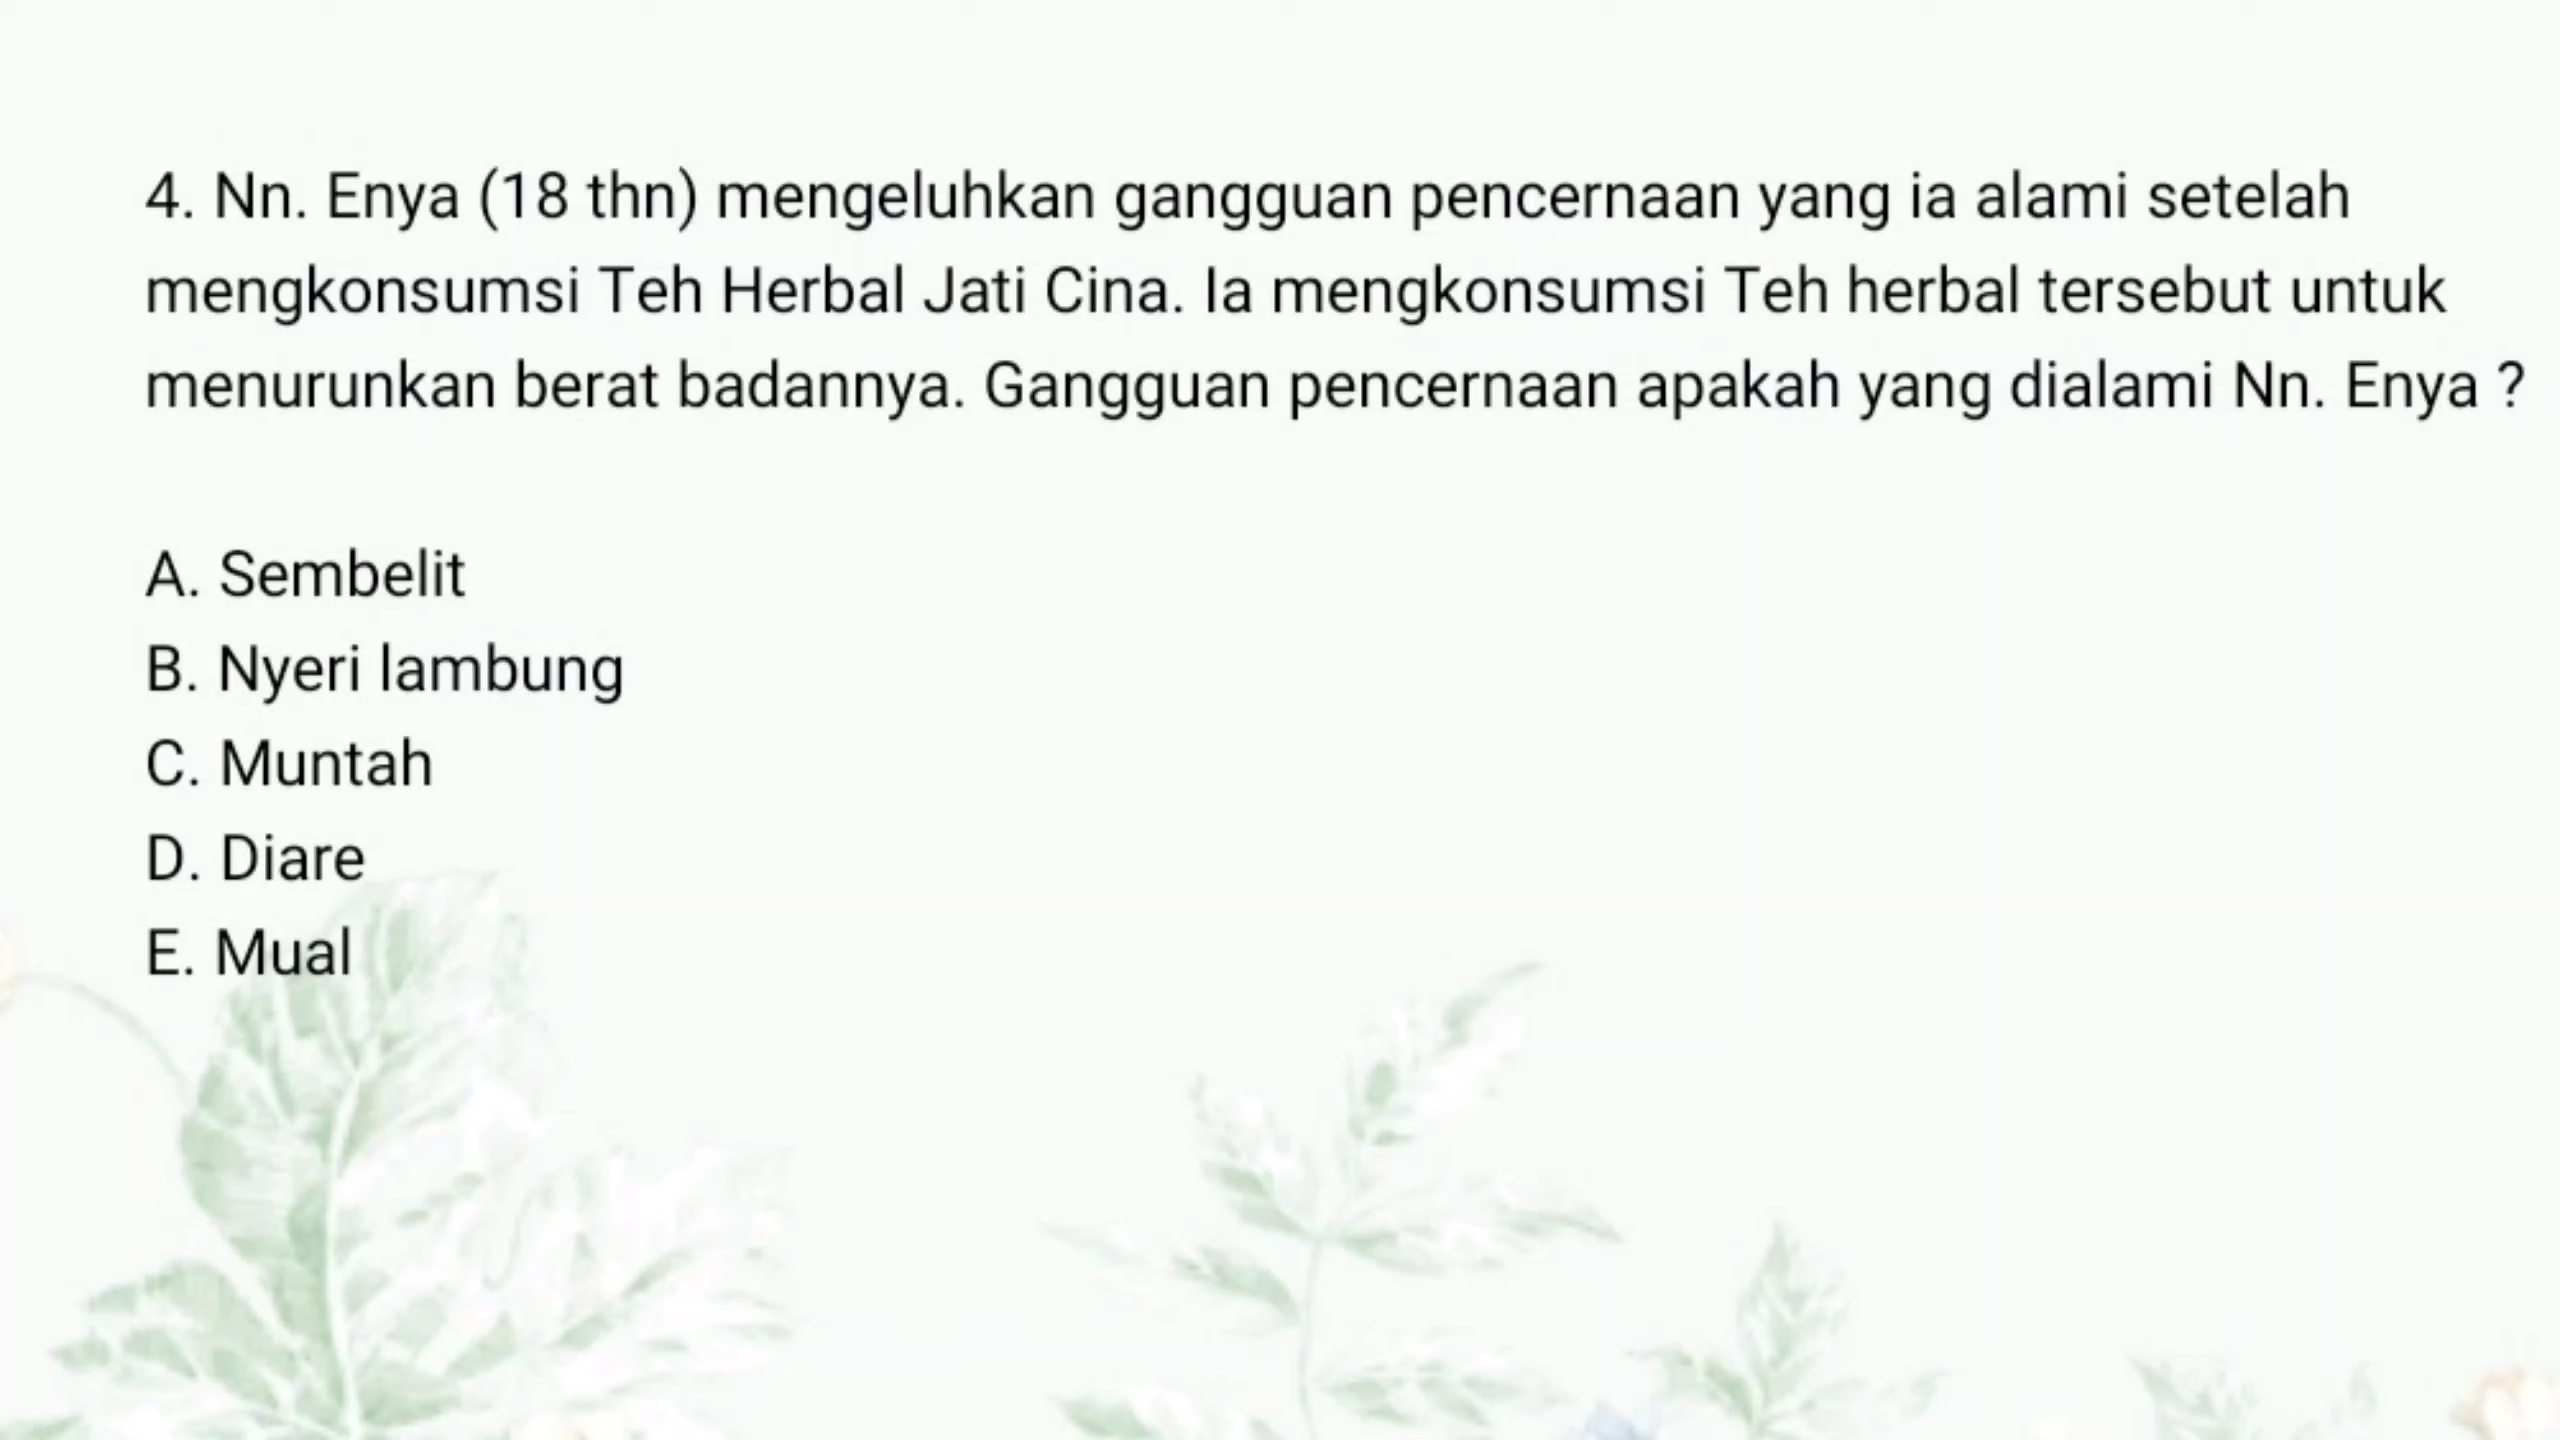 4. Nn. Enya (18 thn) mengeluhkan gangguan pencernaan yang ia alami setelah
mengkonsumsi Teh Herbal Jati Cina. Ia mengkonsumsi Teh herbal tersebut untuk
menurunkan berat badannya. Gangguan pencernaan apakah yang dialami Nn. Enya ?
A. Sembelit
B. Nyeri lambung
C. Muntah
D. Diare
E. Mual